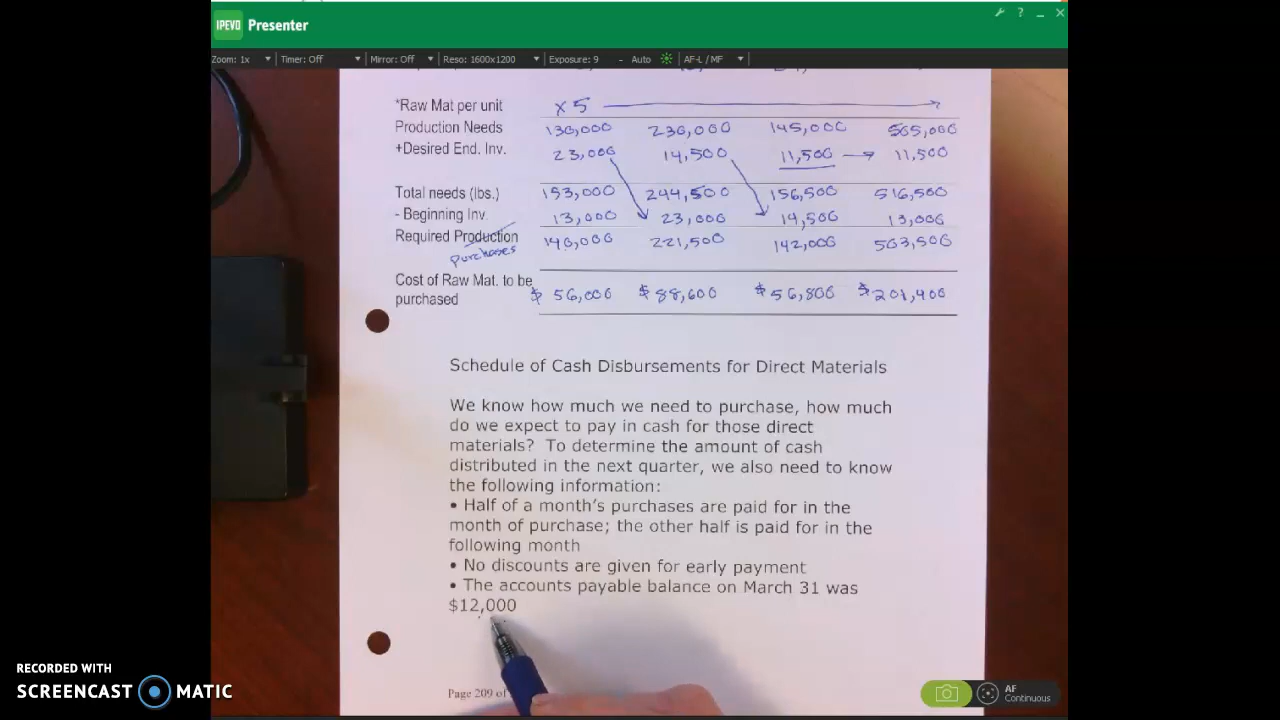 IPEVO Presenter
Zoom: 1x Timer: Off Mirror: Off Reso: 1600x1200 Exposure: 9 - Auto AF-L / MF
*Raw Mat per unit x 5
Production Needs 130,000 230,000 145,000 505,000
+Desired End. Inv. 23,000 14,500 11,500 11,500
Total needs (lbs.) 153,000 244,500 156,500 516,500
- Beginning Inv. 13,000 23,000 14,500 13,000
Required Production 140,000 221,500 142,000 503,500
purchases
Cost of Raw Mat. to be
purchased $ 56,000 $ 88,600 $ 56,800 $ 201,400
Schedule of Cash Disbursements for Direct Materials
We know how much we need to purchase, how much
do we expect to pay in cash for those direct
materials? To determine the amount of cash
distributed in the next quarter, we also need to know
the following information:
• Half of a month's purchases are paid for in the
month of purchase; the other half is paid for in the
following month
• No discounts are given for early payment
• The accounts payable balance on March 31 was
$12,000
Page 209 of
AF
Continuous
RECORDED WITH
SCREENCAST MATIC